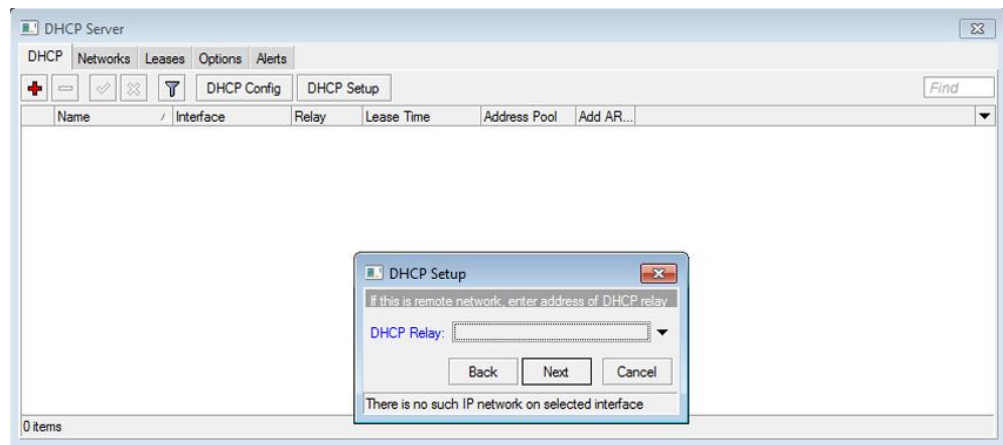 DHCP Server
DHCP Networks Leases Options Alerts
DHCP Config DHCP Setup Find
Name / Interface Relay Lease Time Address Pool Add AR...
DHCP Setup
If this is remote network, enter address of DHCP relay
DHCP Relay:
Back Next Cancel
There is no such IP network on selected interface
0 items